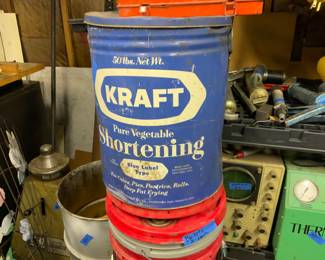 50 lbs. Net Wt.
KRAFT
Pure Vegetable
Shortening
Blue Label
Type
For Cakes, Pies, Pastries, Rolls,
Deep Fat Frying
THERM